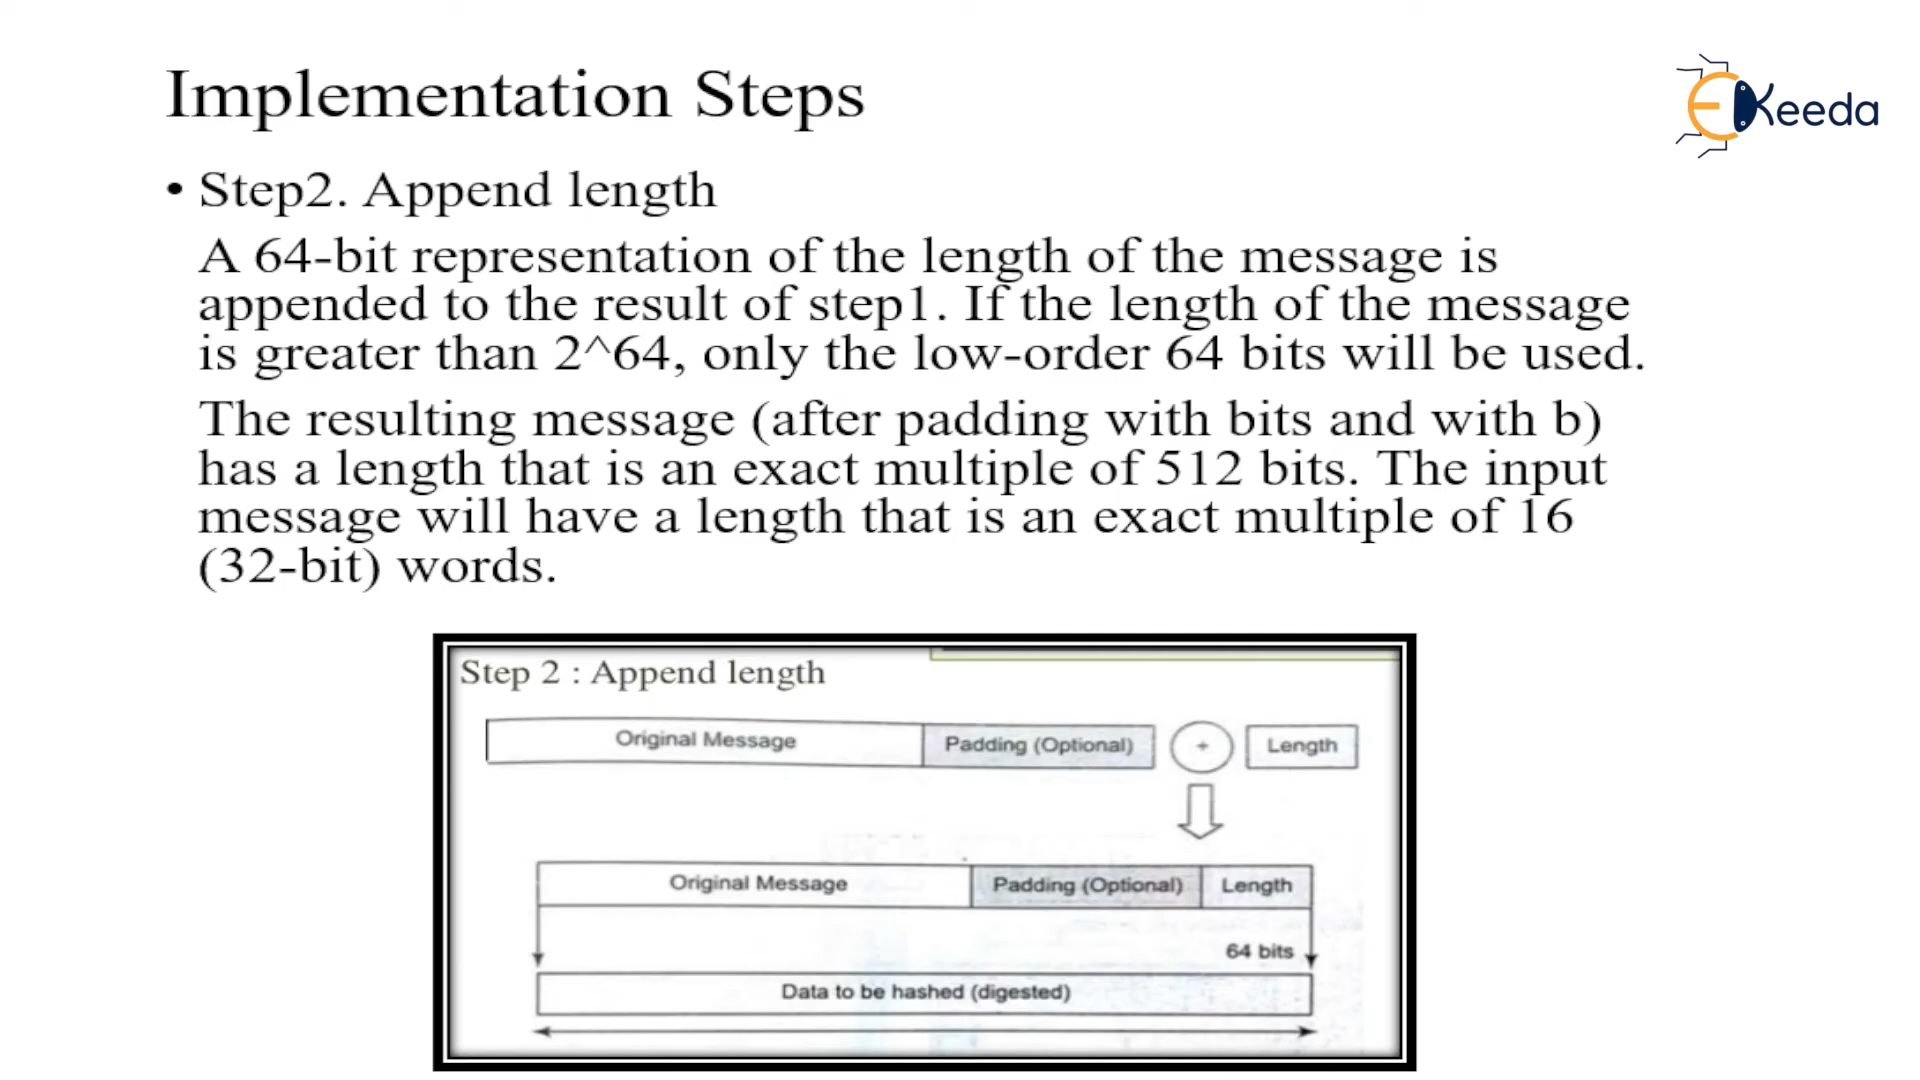 Implementation Steps
EKeeda
• Step2. Append length
A 64-bit representation of the length of the message is
appended to the result of step1. If the length of the message
is greater than 2^64, only the low-order 64 bits will be used.
The resulting message (after padding with bits and with b)
has a length that is an exact multiple of 512 bits. The input
message will have a length that is an exact multiple of 16
(32-bit) words.
Step 2 : Append length
Original Message Padding (Optional) + Length
Original Message Padding (Optional) Length
64 bits
Data to be hashed (digested)